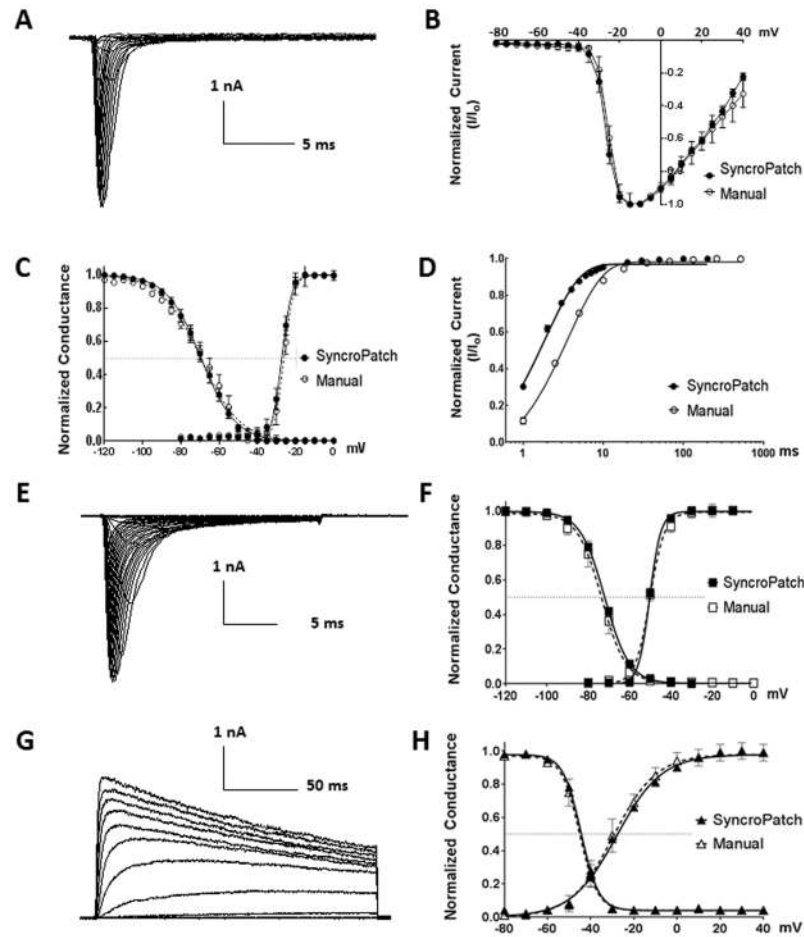 A
1 nA
5 ms
B
-80 -60 -40 -20 0 20 40 mV
Normalized Current
(I/Io)
-0.2
-0.4
-0.6
-0.8
-1.0
SyncroPatch
Manual
C
Normalized Conductance
1.0
0.8
0.6
0.4
0.2
0.0
-120 -100 -80 -60 -40 -20 0 mV
SyncroPatch
Manual
D
Normalized Current
(I/Io)
1.0
0.8
0.6
0.4
0.2
0.0
1 10 100 1000 ms
SyncroPatch
Manual
E
1 nA
5 ms
F
Normalized Conductance
1.0
0.8
0.6
0.4
0.2
0.0
-120 -100 -80 -60 -40 -20 0 mV
SyncroPatch
Manual
G
1 nA
50 ms
H
Normalized Conductance
1.0
0.8
0.6
0.4
0.2
0.0
-80 -60 -40 -20 0 20 40 mV
SyncroPatch
Manual